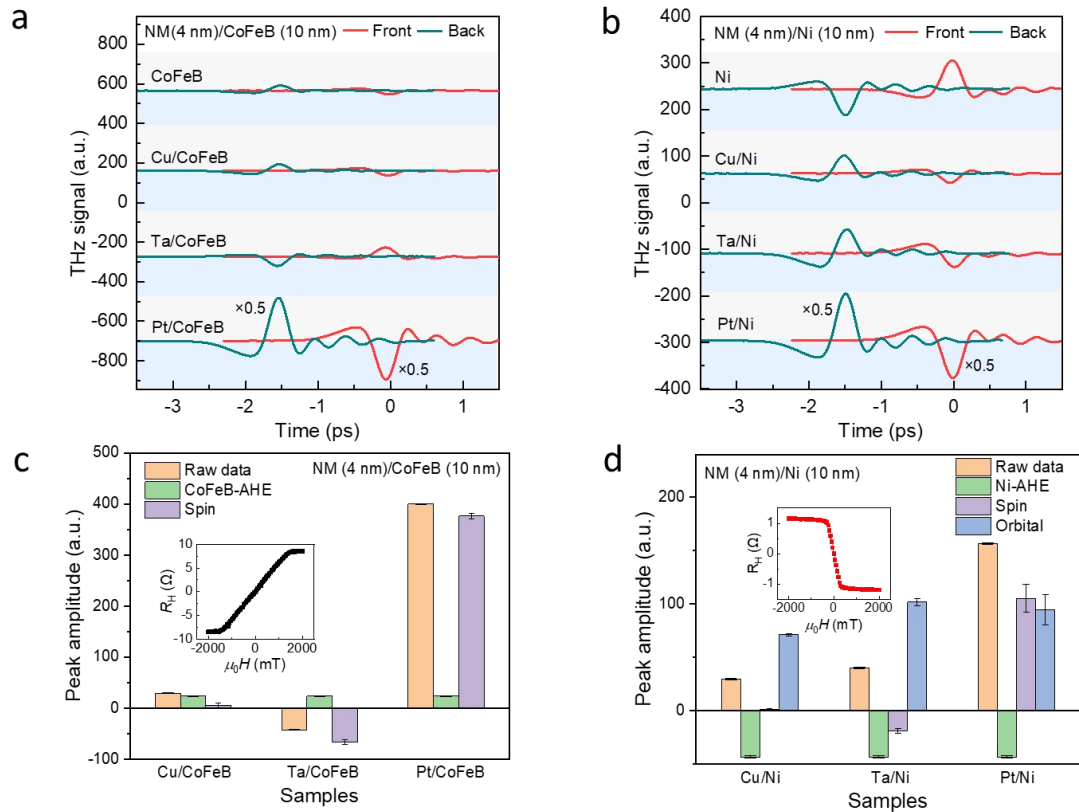 a
NM(4 nm)/CoFeB (10 nm) Front Back
CoFeB
Cu/CoFeB
Ta/CoFeB
×0.5
Pt/CoFeB
×0.5
600
400
200
0
-200
-400
-600
-800
THz signal (a.u.)
-3 -2 -1 0 1
Time (ps)
b
NM (4 nm)/Ni (10 nm) Front Back
Ni
Cu/Ni
Ta/Ni
×0.5
Pt/Ni
×0.5
300
200
100
0
-100
-200
-300
-400
THz signal (a.u.)
-3 -2 -1 0 1
Time (ps)
c
Raw data
CoFeB-AHE
Spin
NM (4 nm)/CoFeB (10 nm)
500
400
300
200
100
0
-100
Peak amplitude (a.u.)
10
5
0
-5
-10
R_H (Ω)
-2000 0 2000
μ₀H (mT)
Cu/CoFeB Ta/CoFeB Pt/CoFeB
Samples
d
NM (4 nm)/Ni (10 nm)
Raw data
Ni-AHE
Spin
Orbital
200
100
0
Peak amplitude (a.u.)
1
0
-1
R_H (Ω)
-2000 0 2000
μ₀H (mT)
Cu/Ni Ta/Ni Pt/Ni
Samples